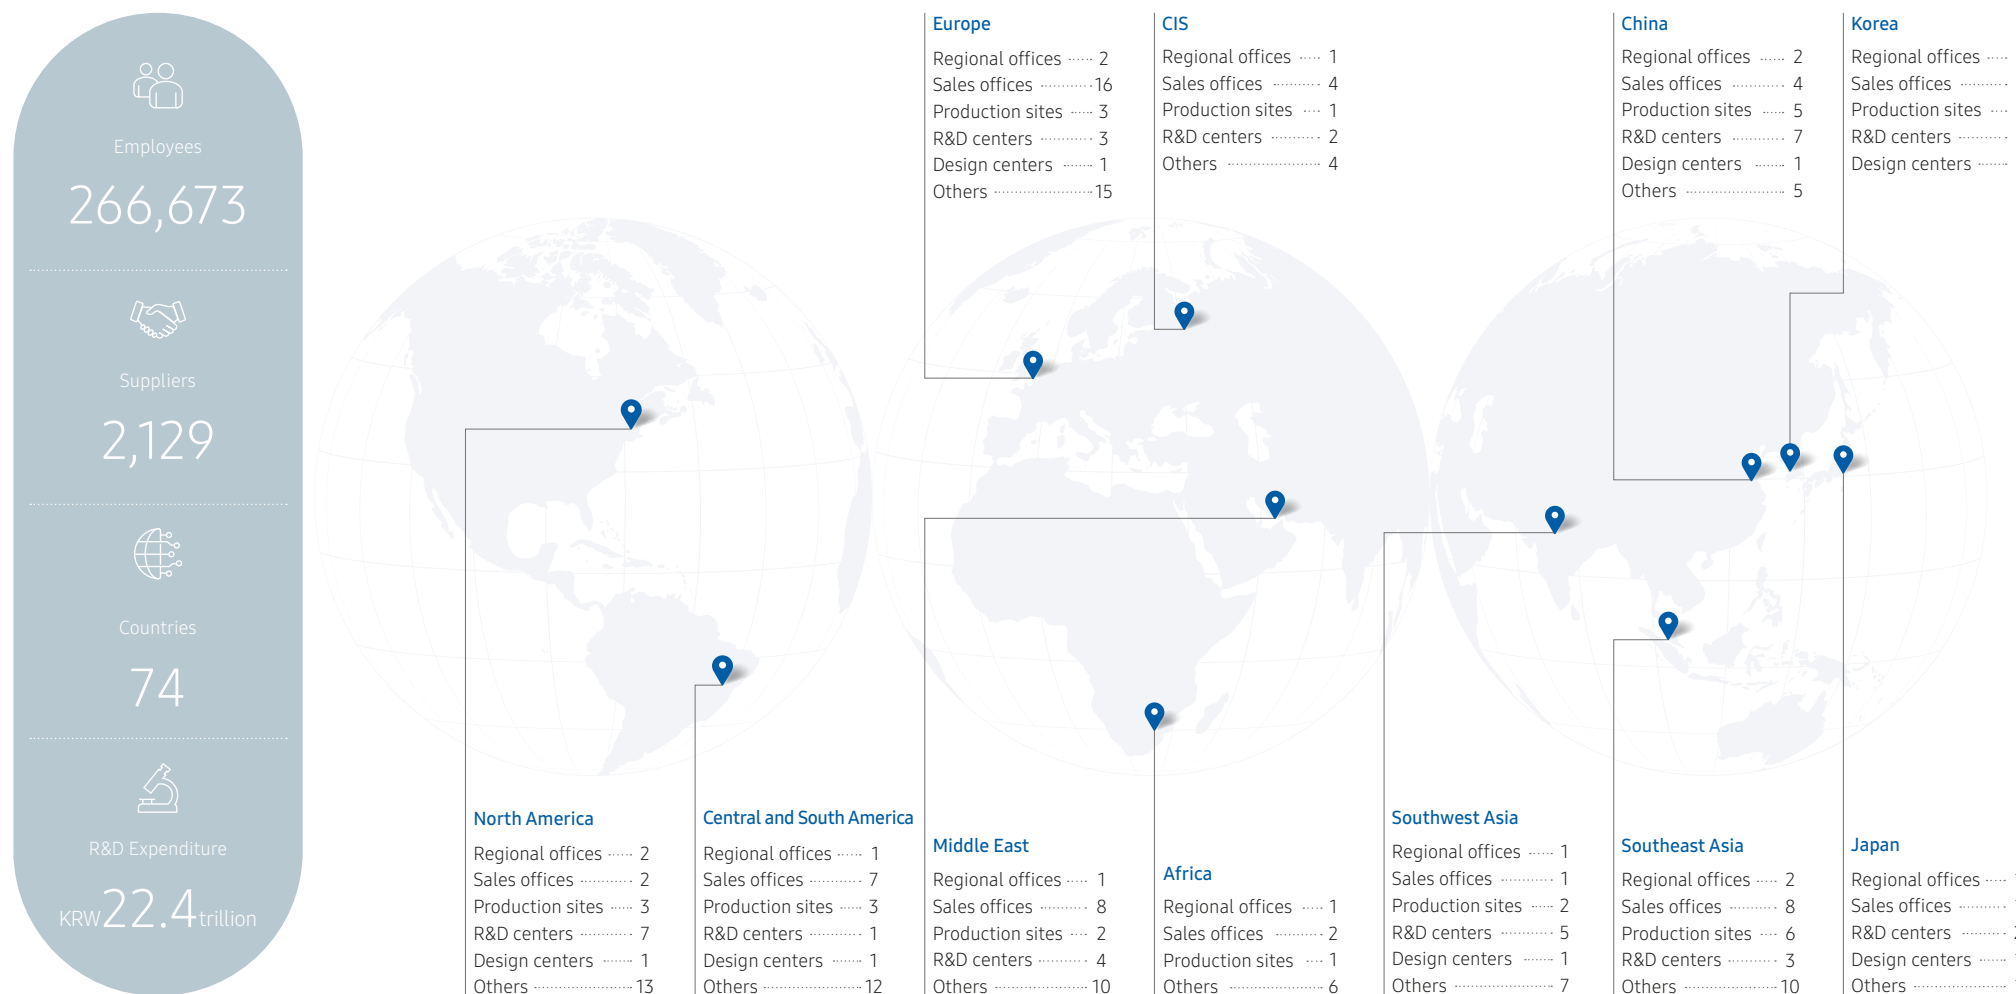 Employees
266,673
Suppliers
2,129
Countries
74
R&D Expenditure
KRW 22.4 trillion
Europe
Regional offices 2
Sales offices 16
Production sites 3
R&D centers 3
Design centers 1
Others 15
CIS
Regional offices 1
Sales offices 4
Production sites 1
R&D centers 2
Others 4
China
Regional offices 2
Sales offices 4
Production sites 5
R&D centers 7
Design centers 1
Others 5
Korea
Regional offices
Sales offices
Production sites
R&D centers
Design centers
North America
Regional offices 2
Sales offices 2
Production sites 3
R&D centers 7
Design centers 1
Others 13
Central and South America
Regional offices 1
Sales offices 7
Production sites 3
R&D centers 1
Design centers 1
Others 12
Middle East
Regional offices 1
Sales offices 8
Production sites 2
R&D centers 4
Others 10
Africa
Regional offices 1
Sales offices 2
Production sites 1
Others 6
Southwest Asia
Regional offices 1
Sales offices 1
Production sites 2
R&D centers 5
Design centers 1
Others 7
Southeast Asia
Regional offices 2
Sales offices 8
Production sites 6
R&D centers 3
Others 10
Japan
Regional offices
Sales offices
R&D centers
Design centers
Others